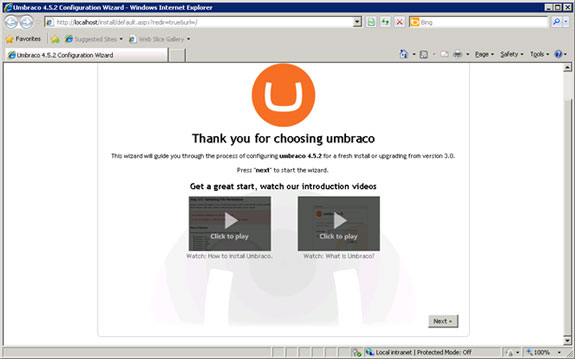 Umbraco 4.5.2 Configuration Wizard - Windows Internet Explorer
http://localhost/install/default.aspx?redir=true&url=/
Bing
Favorites
Suggested Sites
Web Slice Gallery
Umbraco 4.5.2 Configuration Wizard
Page
Safety
Tools
Thank you for choosing umbraco
This wizard will guide you through the process of configuring umbraco 4.5.2 for a fresh install or upgrading from version 3.0.
Press "next" to start the wizard.
Get a great start, watch our introduction videos
Click to play
Click to play
Watch: How to install Umbraco.
Watch: What is Umbraco?
Next »
Local intranet | Protected Mode: Off
100%